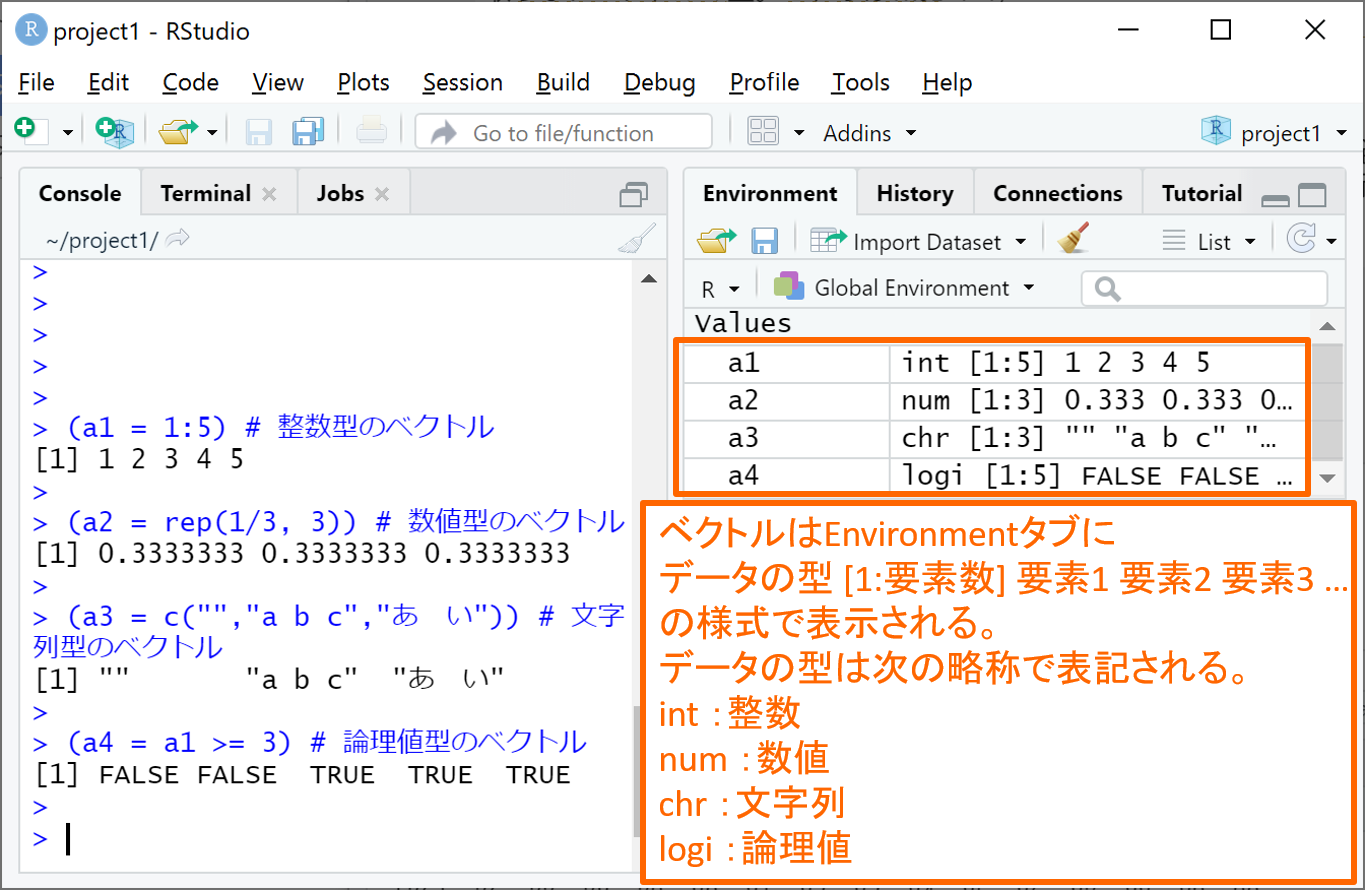 project1 - RStudio
File Edit Code View Plots Session Build Debug Profile Tools Help
Go to file/function Addins project1
Console Terminal Jobs
~/project1/
>
>
>
>
>
> (a1 = 1:5) # 整数型のベクトル
[1] 1 2 3 4 5
>
> (a2 = rep(1/3, 3)) # 数値型のベクトル
[1] 0.3333333 0.3333333 0.3333333
>
> (a3 = c("","a b c","あ　い")) # 文字
列型のベクトル
[1] "" "a b c" "あ　い"
>
> (a4 = a1 >= 3) # 論理値型のベクトル
[1] FALSE FALSE TRUE TRUE TRUE
>
>
Environment History Connections Tutorial
Import Dataset List
R Global Environment
Values
a1 int [1:5] 1 2 3 4 5
a2 num [1:3] 0.333 0.333 0…
a3 chr [1:3] "" "a b c" "…
a4 logi [1:5] FALSE FALSE …
ベクトルはEnvironmentタブに
データの型 [1:要素数] 要素1 要素2 要素3 …
の様式で表示される。
データの型は次の略称で表記される。
int：整数
num：数値
chr：文字列
logi：論理値